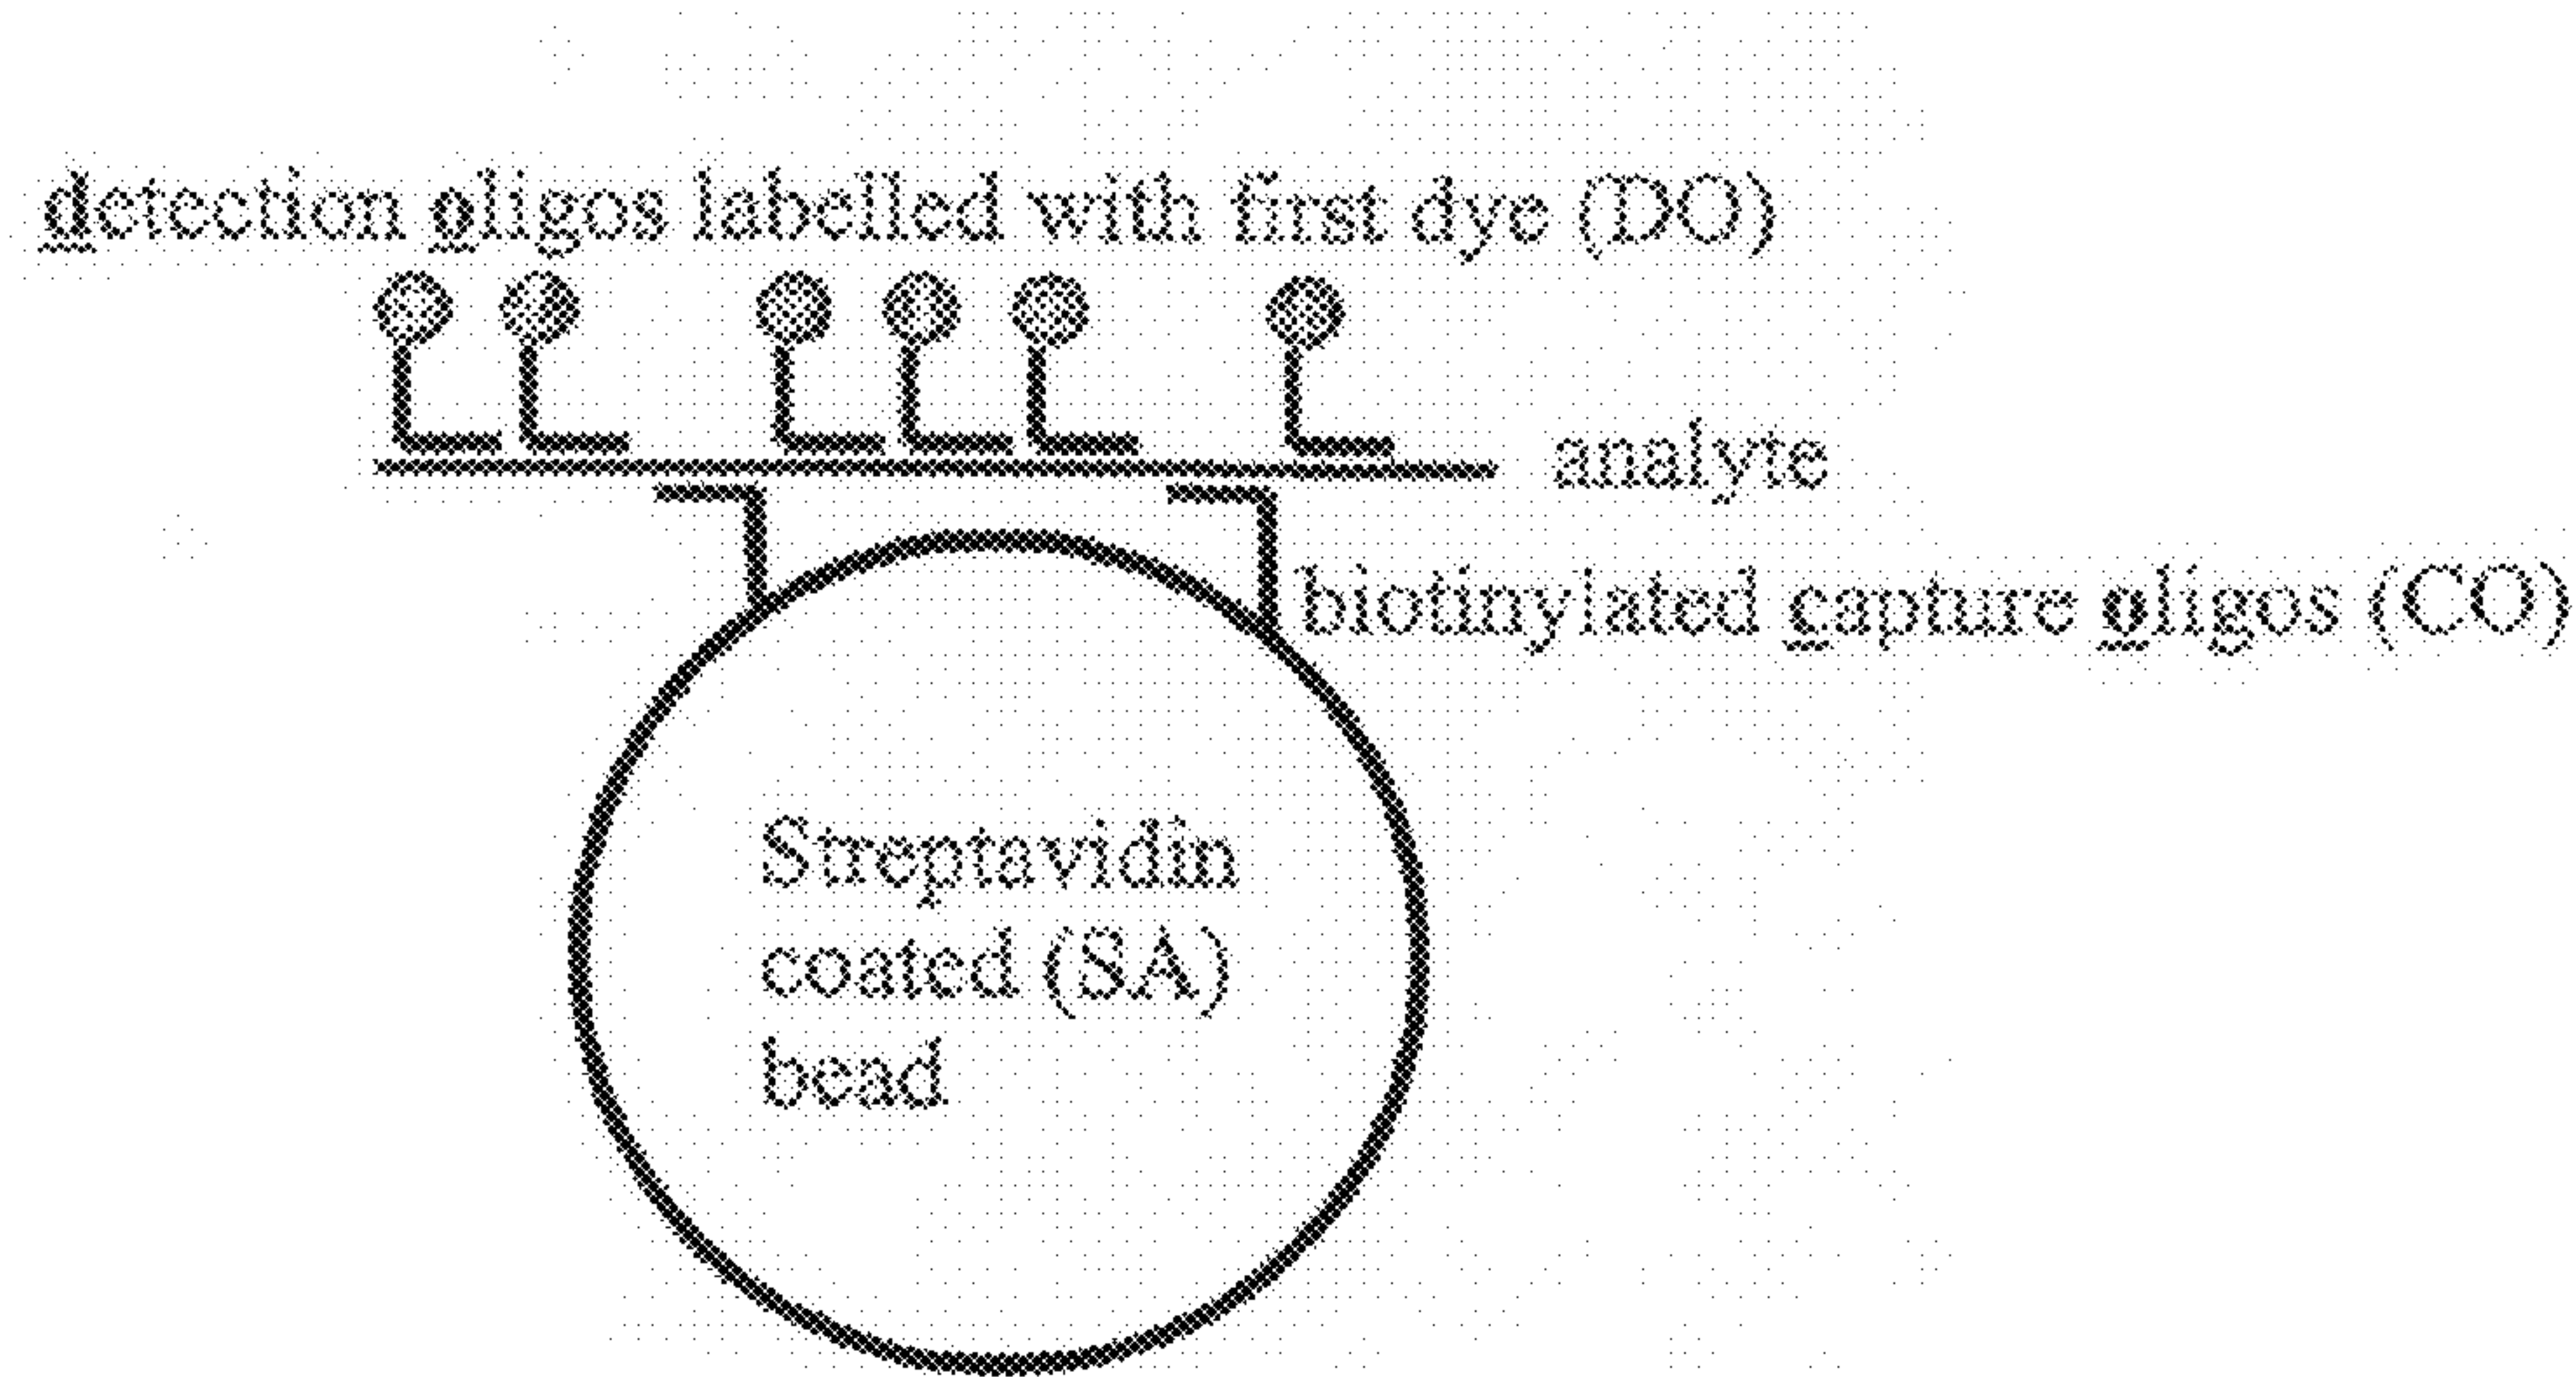 detection oligos labelled with first dye (DO)
analyte
biotinylated capture oligos (CO)
Streptavidin
coated (SA)
bead